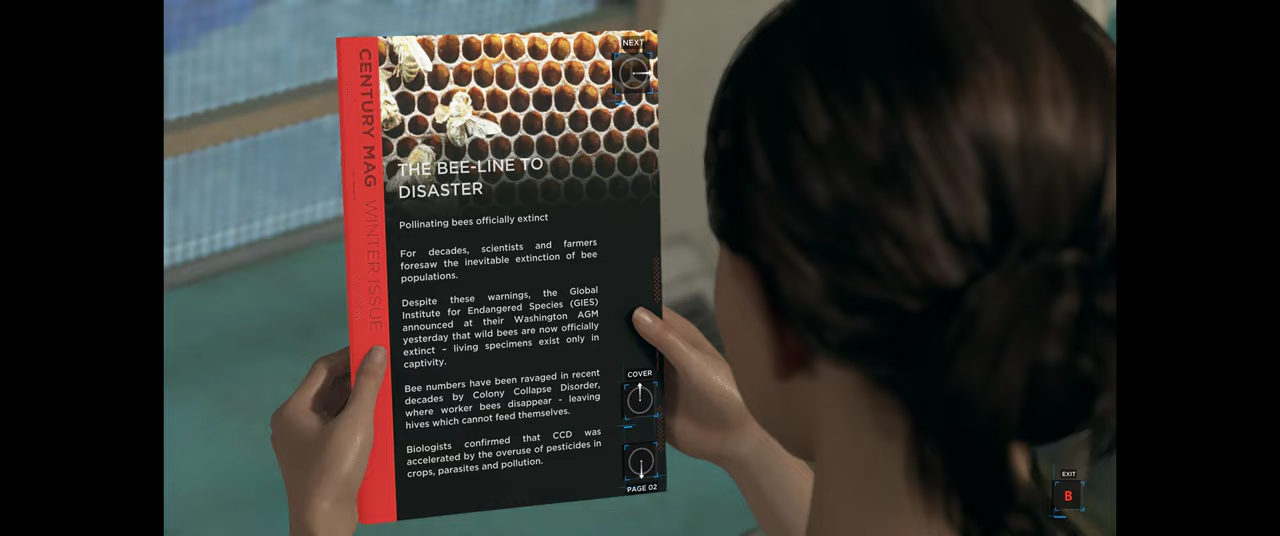 CENTURY MAG WINTER ISSUE
NEXT
THE BEE-LINE TO
DISASTER
Pollinating bees officially extinct
For decades, scientists and farmers
foresaw the inevitable extinction of bee
populations.
Despite these warnings, the Global
Institute for Endangered Species (GIES)
announced at their Washington AGM
yesterday that wild bees are now officially
extinct – living specimens exist only in
captivity.
Bee numbers have been ravaged in recent
decades by Colony Collapse Disorder,
where worker bees disappear - leaving
hives which cannot feed themselves.
Biologists confirmed that CCD was
accelerated by the overuse of pesticides in
crops, parasites and pollution.
COVER
PAGE 02
EXIT
B